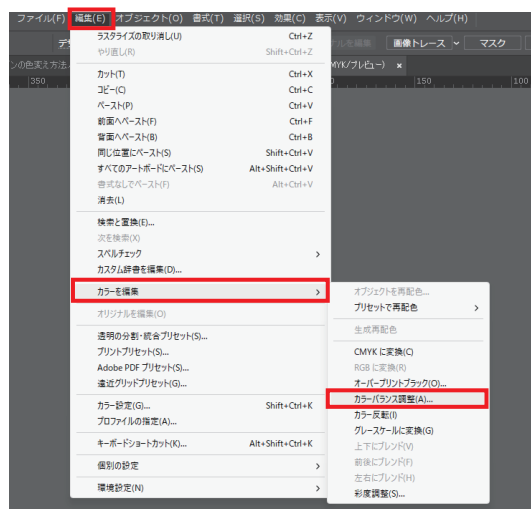 ファイル(F) 編集(E) オブジェクト(O) 書式(T) 選択(S) 効果(C) 表示(V) ウィンドウ(W) ヘルプ(H)
ルを編集 画像トレース マスク
ンの色変え方法 MYK/プレビュー) ×
350 150 100
ラスタライズの取り消し(U) Ctrl+Z
やり直し(R) Shift+Ctrl+Z
カット(T) Ctrl+X
コピー(C) Ctrl+C
ペースト(P) Ctrl+V
前面へペースト(F) Ctrl+F
背面へペースト(B) Ctrl+B
同じ位置にペースト(S) Shift+Ctrl+V
すべてのアートボードにペースト(S) Alt+Shift+Ctrl+V
書式なしでペースト(F) Alt+Ctrl+V
消去(L)
検索と置換(E)...
次を検索(X)
スペルチェック
カスタム辞書を編集(D)...
カラーを編集
オリジナルを編集(O)
透明の分割・統合プリセット(S)...
プリントプリセット(S)...
Adobe PDF プリセット(S)...
遠近グリッドプリセット(G)...
カラー設定(G)... Shift+Ctrl+K
プロファイルの指定(A)...
キーボードショートカット(K)... Alt+Shift+Ctrl+K
個別の設定
環境設定(N)
オブジェクトを再配色...
プリセットで再配色
生成再配色
CMYK に変換(C)
RGB に変換(R)
オーバープリントブラック(O)...
カラーバランス調整(A)...
カラー反転(I)
グレースケールに変換(G)
上下にブレンド(V)
前後にブレンド(F)
左右にブレンド(H)
彩度調整(S)...